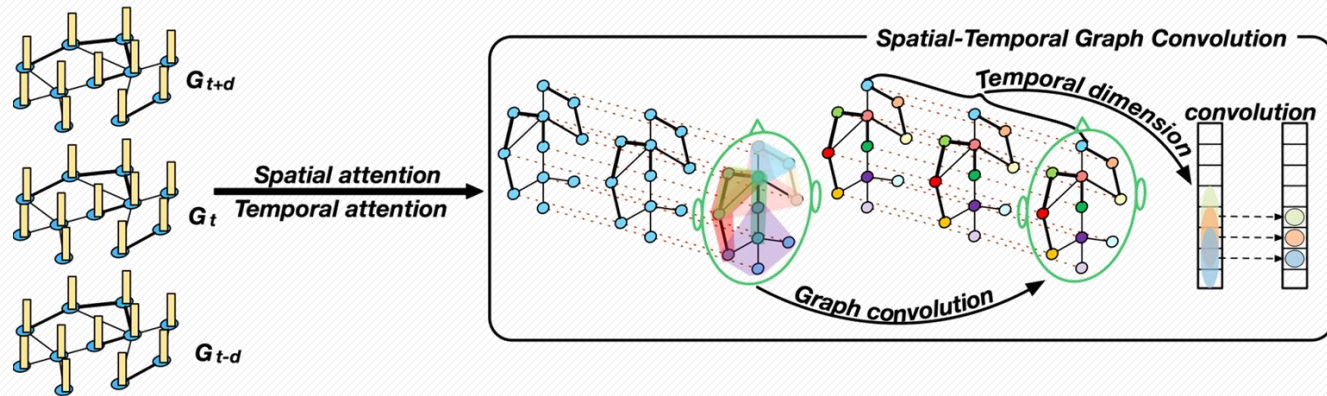 G t+d
G t
G t-d
Spatial attention
Temporal attention
Spatial-Temporal Graph Convolution
Temporal dimension
convolution
Graph convolution